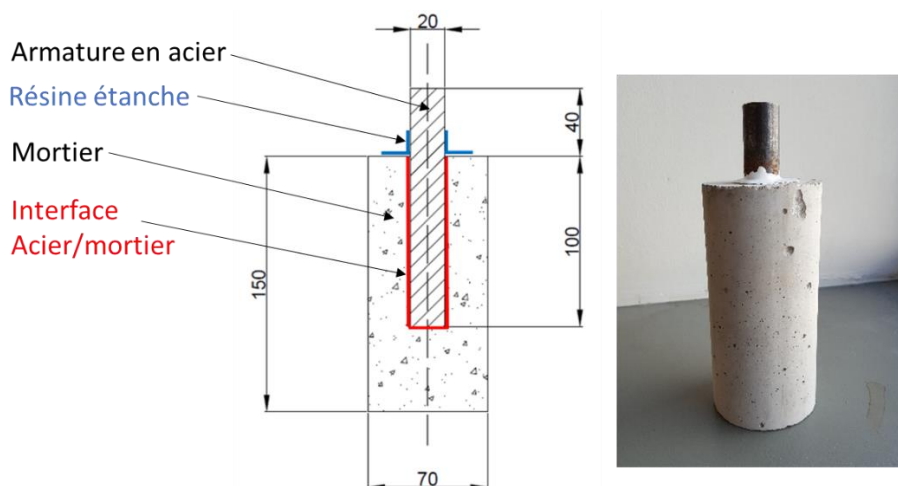 20
Armature en acier
Résine étanche
40
Mortier
Interface
Acier/mortier
100
150
70